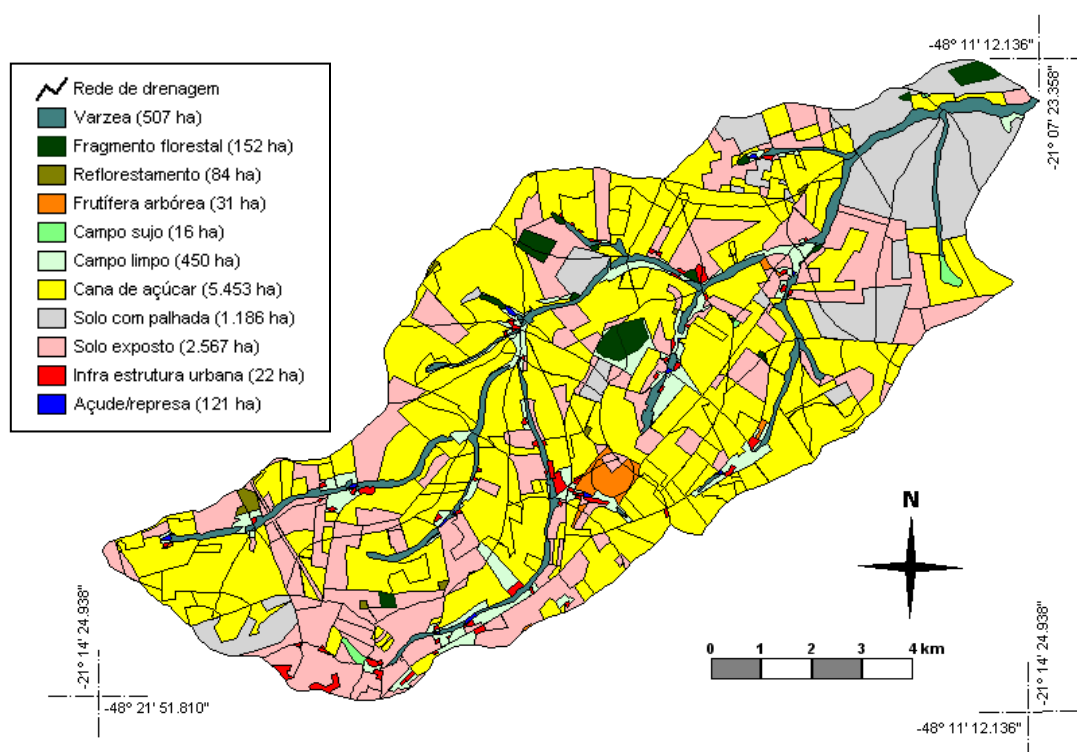 -48° 11' 12.136"
-21° 07' 23.358"
Rede de drenagem
Varzea (507 ha)
Fragmento florestal (152 ha)
Reflorestamento (84 ha)
Frutífera arbórea (31 ha)
Campo sujo (16 ha)
Campo limpo (450 ha)
Cana de açúcar (5.453 ha)
Solo com palhada (1.186 ha)
Solo exposto (2.567 ha)
Infra estrutura urbana (22 ha)
Açude/represa (121 ha)
N
0 1 2 3 4 km
-21° 14' 24.938"
-48° 21' 51.810"
-21° 14' 24.938"
-48° 11' 12.136"